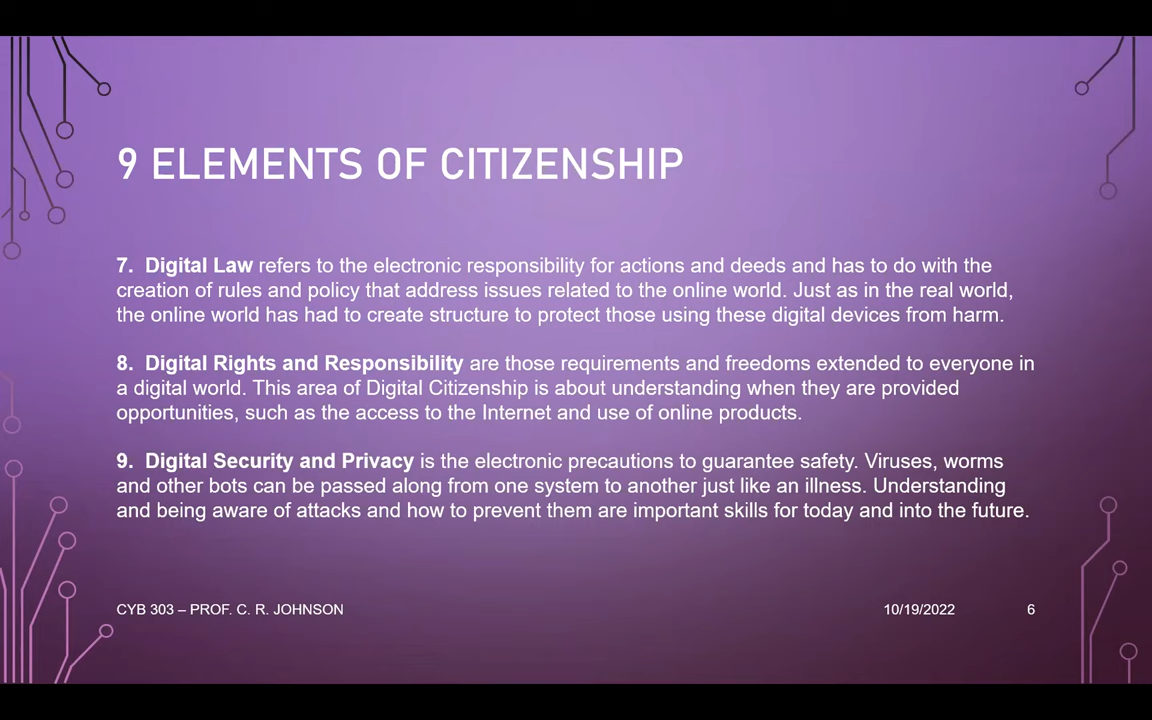 9 ELEMENTS OF CITIZENSHIP
7. Digital Law refers to the electronic responsibility for actions and deeds and has to do with the
creation of rules and policy that address issues related to the online world. Just as in the real world,
the online world has had to create structure to protect those using these digital devices from harm.
8. Digital Rights and Responsibility are those requirements and freedoms extended to everyone in
a digital world. This area of Digital Citizenship is about understanding when they are provided
opportunities, such as the access to the Internet and use of online products.
9. Digital Security and Privacy is the electronic precautions to guarantee safety. Viruses, worms
and other bots can be passed along from one system to another just like an illness. Understanding
and being aware of attacks and how to prevent them are important skills for today and into the future.
CYB 303 – PROF. C. R. JOHNSON 10/19/2022 6